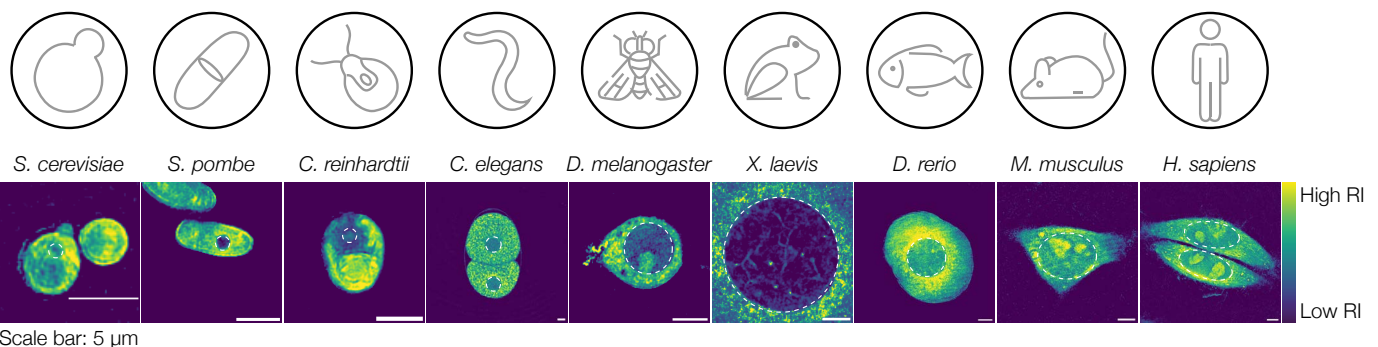 S. cerevisiae S. pombe C. reinhardtii C. elegans D. melanogaster X. laevis D. rerio M. musculus H. sapiens
High RI
Low RI
Scale bar: 5 µm